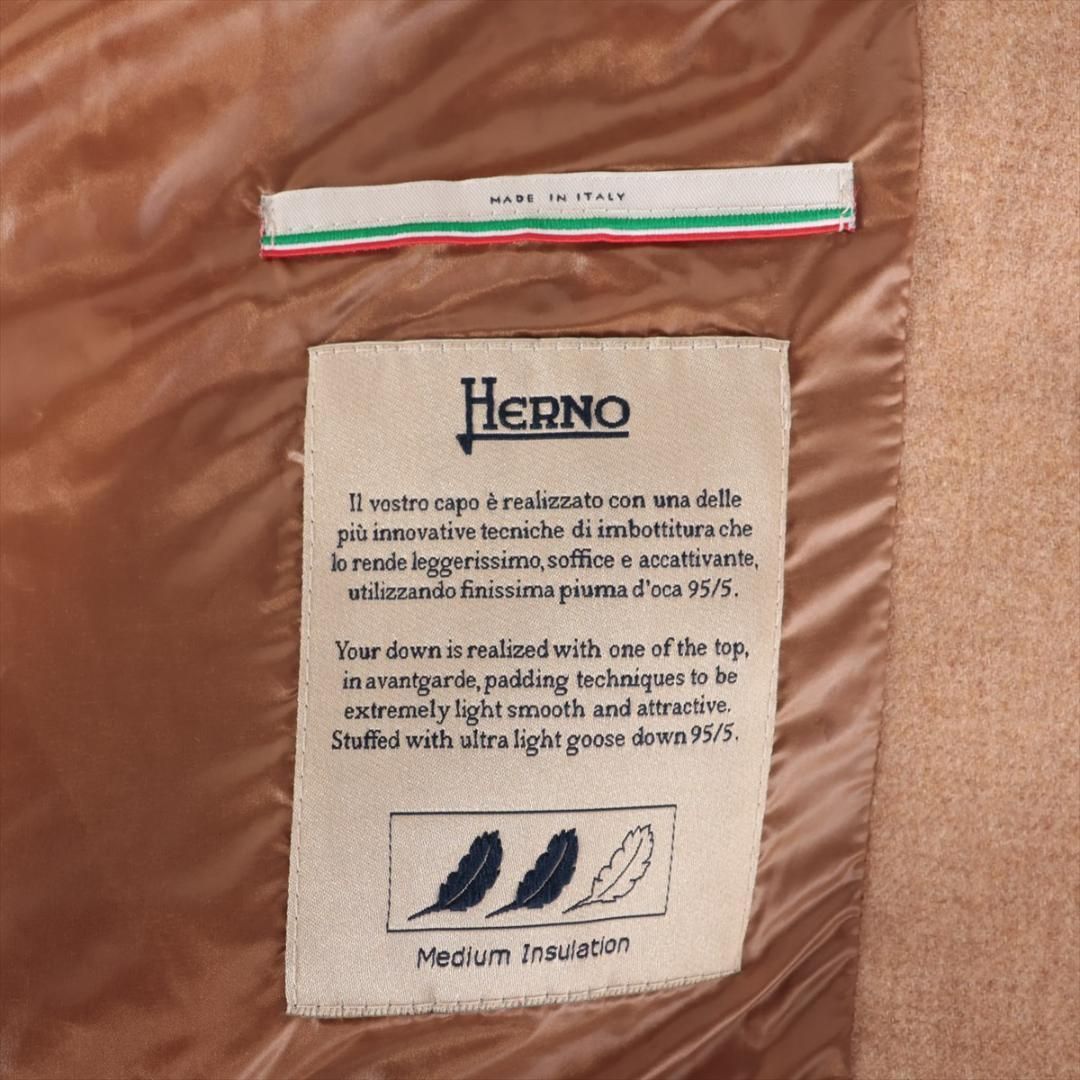 MADE IN ITALY
HERNO
Il vostro capo è realizzato con una delle
più innovative tecniche di imbottitura che
lo rende leggerissimo, soffice e accattivante,
utilizzando finissima piuma d'oca 95/5.
Your down is realized with one of the top,
in avantgarde, padding techniques to be
extremely light smooth and attractive.
Stuffed with ultra light goose down 95/5.
Medium Insulation